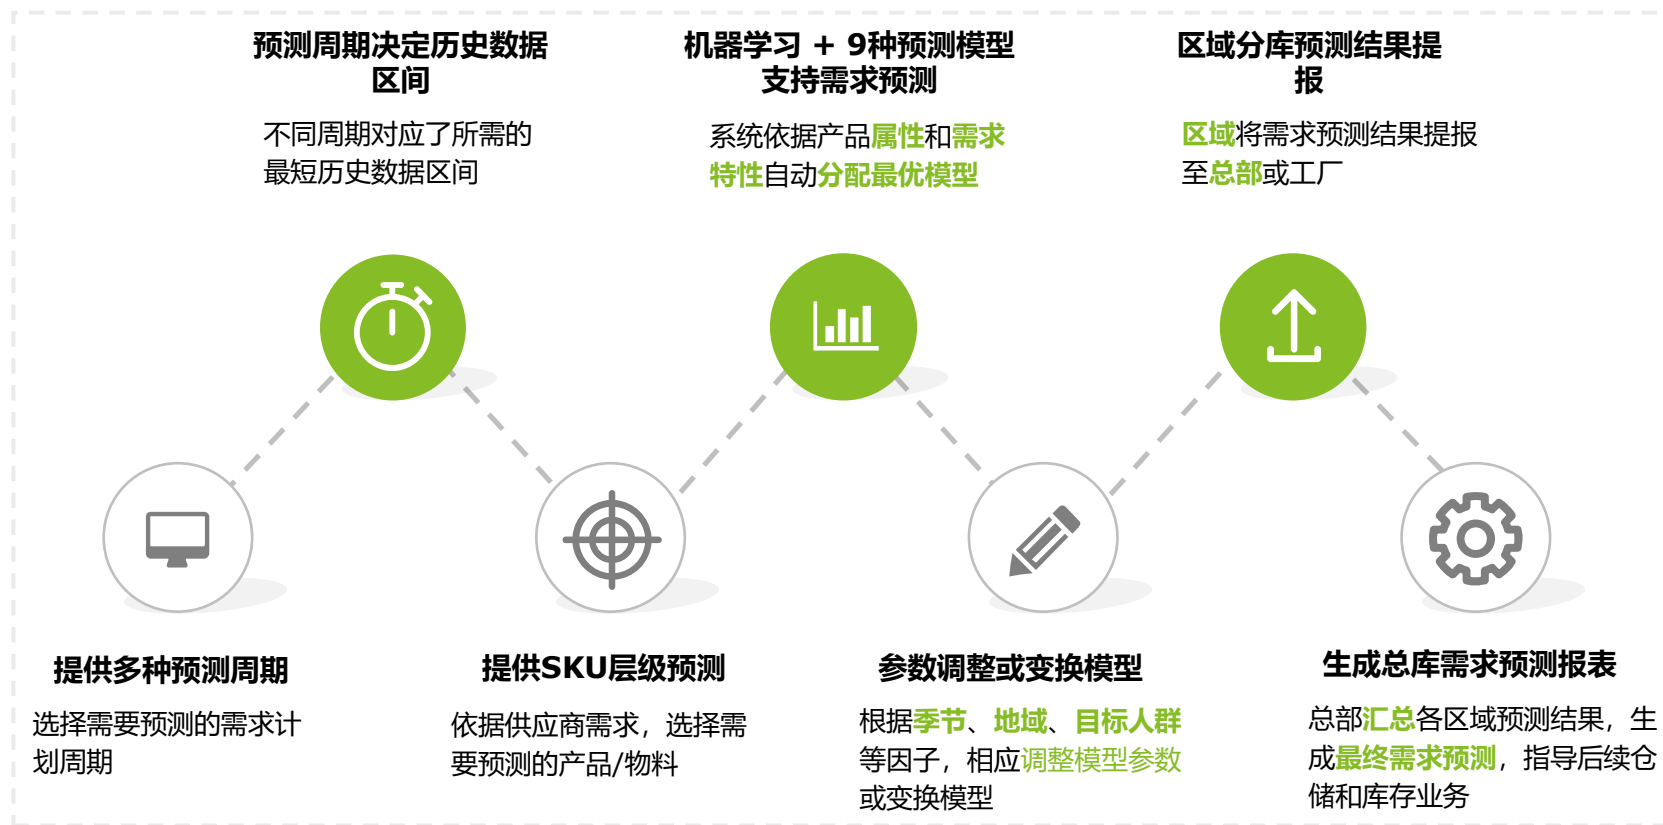 预测周期决定历史数据
区间
不同周期对应了所需的
最短历史数据区间
机器学习 + 9种预测模型
支持需求预测
系统依据产品属性和需求
特性自动分配最优模型
区域分库预测结果提
报
区域将需求预测结果提报
至总部或工厂
提供多种预测周期
选择需要预测的需求计
划周期
提供SKU层级预测
依据供应商需求，选择需
要预测的产品/物料
参数调整或变换模型
根据季节、地域、目标人群
等因子，相应调整模型参数
或变换模型
生成总库需求预测报表
总部汇总各区域预测结果，生
成最终需求预测，指导后续仓
储和库存业务